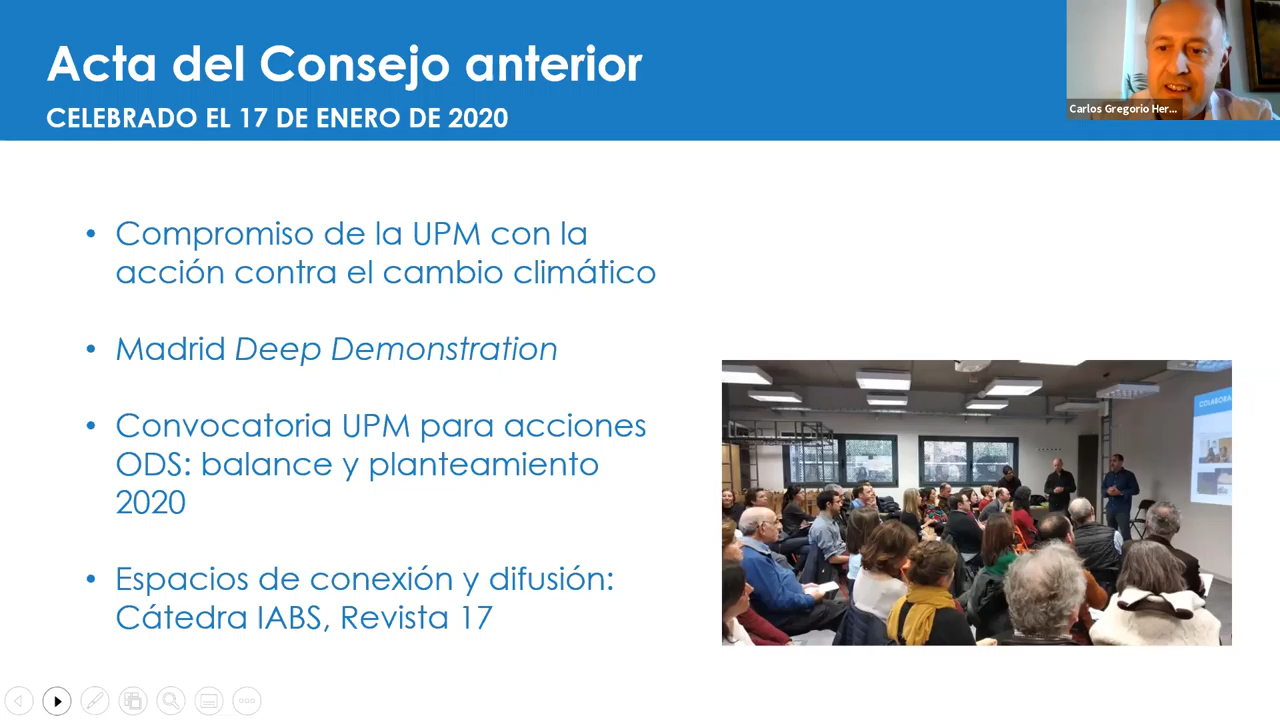 Acta del Consejo anterior
CELEBRADO EL 17 DE ENERO DE 2020
Carlos Gregorio Her...
• Compromiso de la UPM con la
acción contra el cambio climático
• Madrid Deep Demonstration
• Convocatoria UPM para acciones
ODS: balance y planteamiento
2020
• Espacios de conexión y difusión:
Cátedra IABS, Revista 17
COLABORA